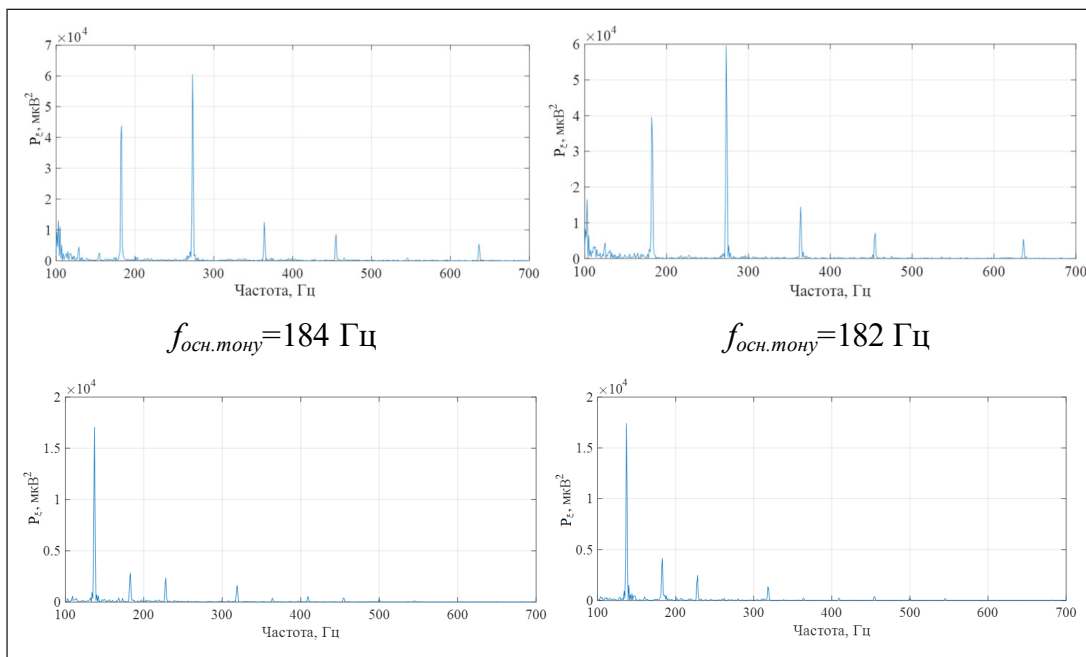 ×10⁴ ×10⁴
7 6
6 5
5 4
4 3
3 2
2 1
1 0
0
P_ξ, мкВ² P_ξ, мкВ²
100 200 300 400 500 600 700 100 200 300 400 500 600 700
Частота, Гц Частота, Гц
f_осн.тону=184 Гц f_осн.тону=182 Гц
×10⁴ ×10⁴
2 2
1.5 1.5
1 1
0.5 0.5
0 0
P_ξ, мкВ² P_ξ, мкВ²
100 200 300 400 500 600 700 100 200 300 400 500 600 700
Частота, Гц Частота, Гц